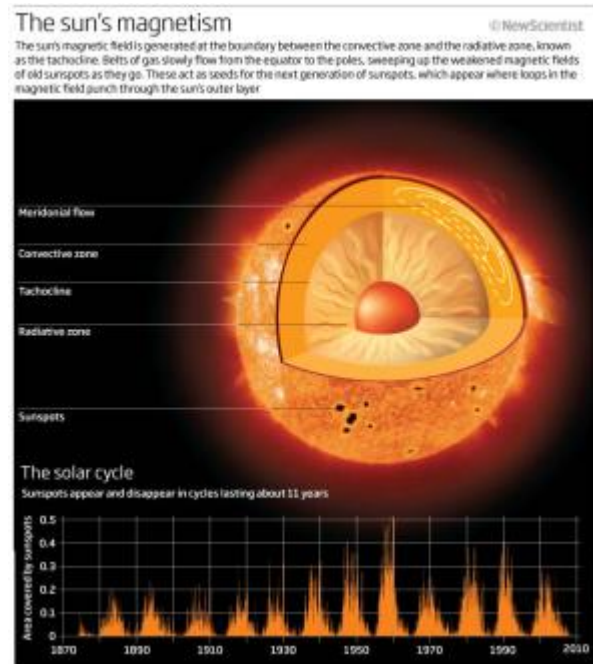 The sun's magnetism
© NewScientist
The sun's magnetic field is generated at the boundary between the convective zone and the radiative zone, known
as the tachocline. Belts of gas slowly flow from the equator to the poles, sweeping up the weakened magnetic fields
of old sunspots as they go. These act as seeds for the next generation of sunspots, which appear where loops in the
magnetic field punch through the sun's outer layer
Meridonial flow
Convective zone
Tachocline
Radiative zone
Sunspots
The solar cycle
Sunspots appear and disappear in cycles lasting about 11 years
Area covered by sunspots
0.5
0.4
0.3
0.2
0.1
0
1870 1890 1910 1930 1950 1970 1990 2010